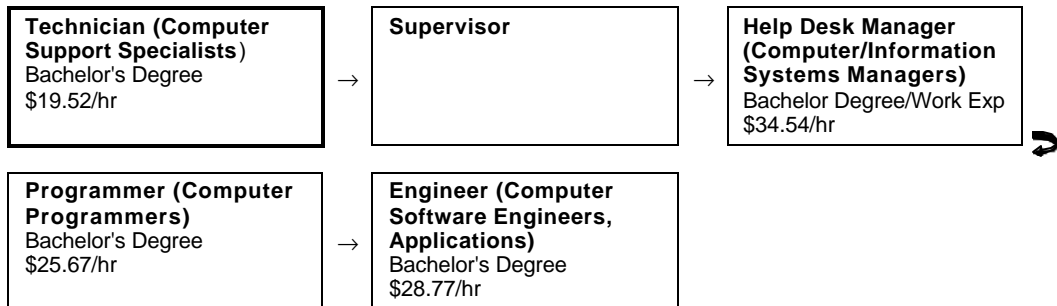 Technician (Computer
Support Specialists)
Bachelor's Degree
$19.52/hr
→
Supervisor
→
Help Desk Manager
(Computer/Information
Systems Managers)
Bachelor Degree/Work Exp
$34.54/hr
Programmer (Computer
Programmers)
Bachelor's Degree
$25.67/hr
→
Engineer (Computer
Software Engineers,
Applications)
Bachelor's Degree
$28.77/hr